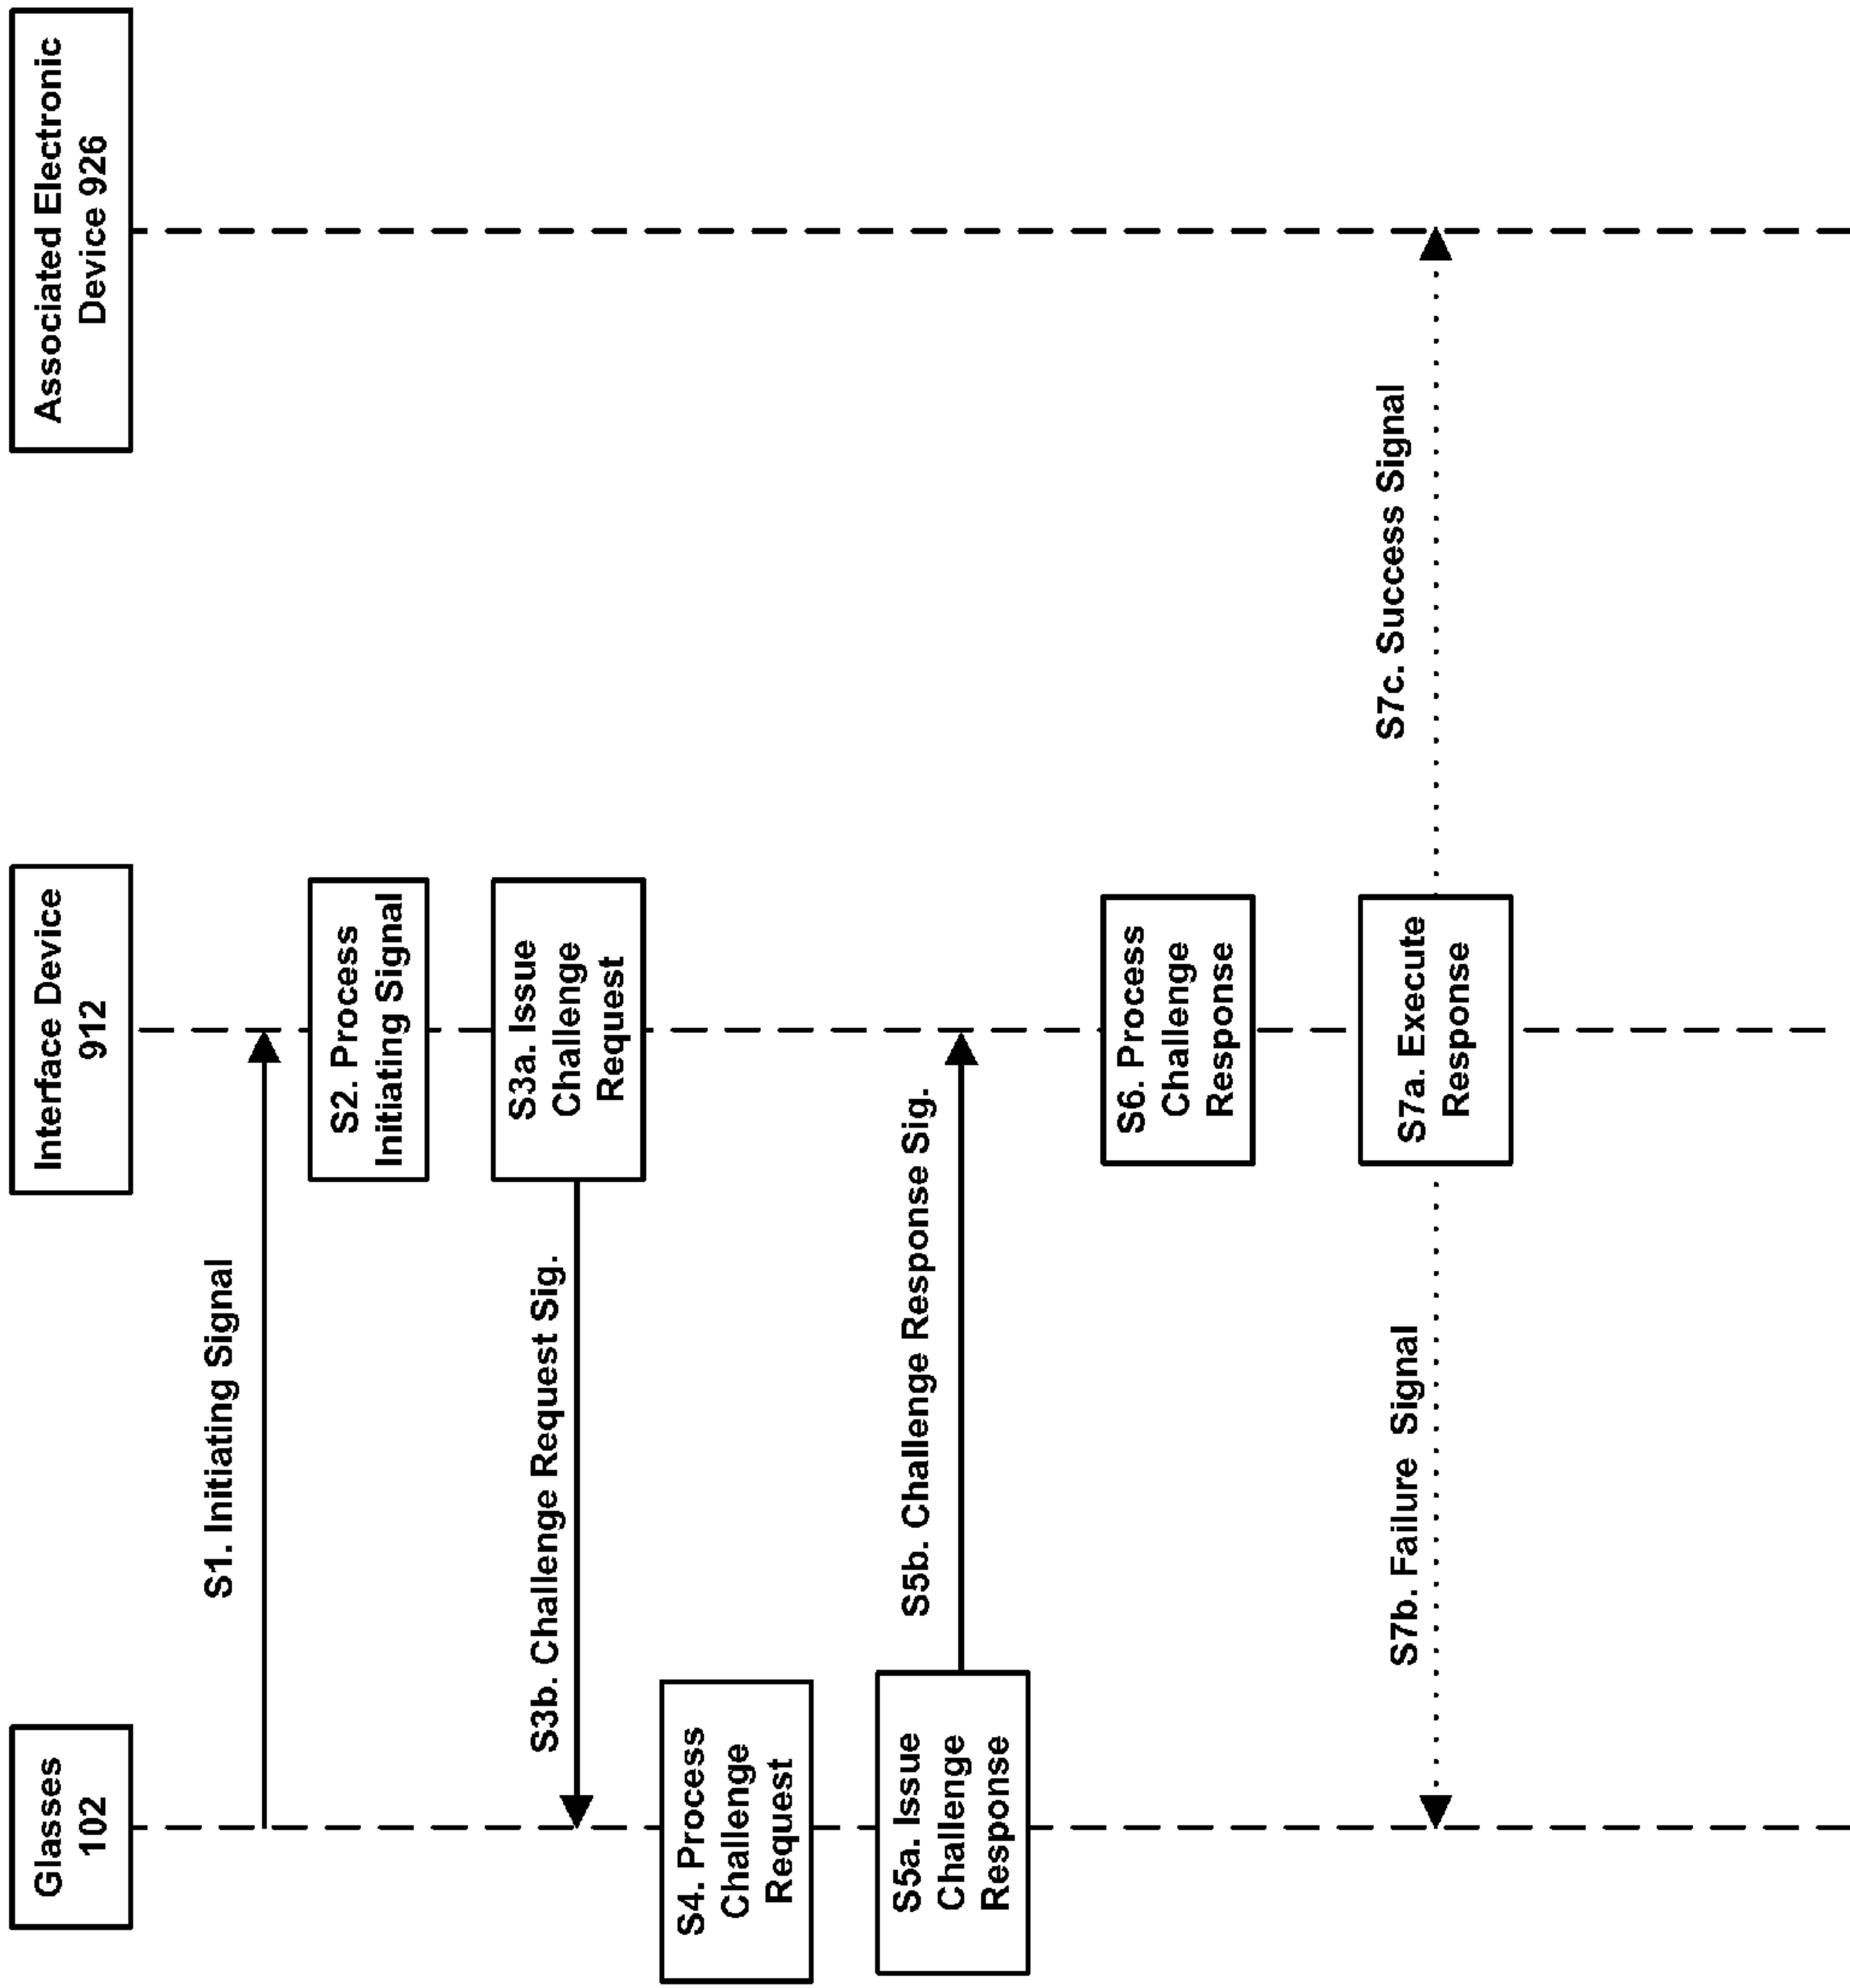 Glasses
102
Interface Device
912
Associated Electronic
Device 926
S1. Initiating Signal
S2. Process
Initiating Signal
S3a. Issue
Challenge
Request
S3b. Challenge Request Sig.
S4. Process
Challenge
Request
S5a. Issue
Challenge
Response
S5b. Challenge Response Sig.
S6. Process
Challenge
Response
S7a. Execute
Response
S7b. Failure Signal
S7c. Success Signal